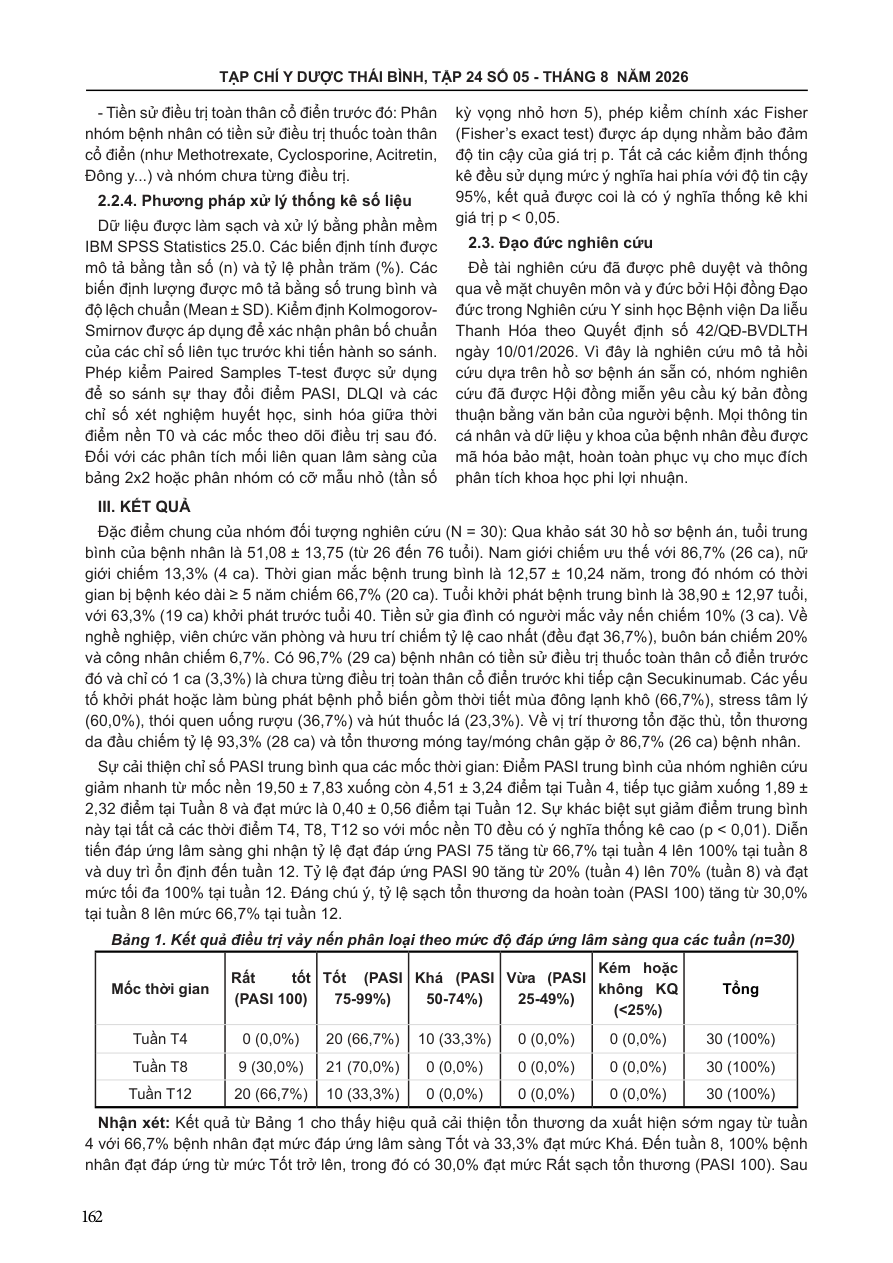 TẠP CHÍ Y DƯỢC THÁI BÌNH, TẬP 24 SỐ 05 - THÁNG 8 NĂM 2026
- Tiền sử điều trị toàn thân cổ điển trước đó: Phân
nhóm bệnh nhân có tiền sử điều trị thuốc toàn thân
cổ điển (như Methotrexate, Cyclosporine, Acitretin,
Đông y...) và nhóm chưa từng điều trị.
2.2.4. Phương pháp xử lý thống kê số liệu
Dữ liệu được làm sạch và xử lý bằng phần mềm
IBM SPSS Statistics 25.0. Các biến định tính được
mô tả bằng tần số (n) và tỷ lệ phần trăm (%). Các
biến định lượng được mô tả bằng số trung bình và
độ lệch chuẩn (Mean ± SD). Kiểm định Kolmogorov-
Smirnov được áp dụng để xác nhận phân bố chuẩn
của các chỉ số liên tục trước khi tiến hành so sánh.
Phép kiểm Paired Samples T-test được sử dụng
để so sánh sự thay đổi điểm PASI, DLQI và các
chỉ số xét nghiệm huyết học, sinh hóa giữa thời
điểm nền T0 và các mốc theo dõi điều trị sau đó.
Đối với các phân tích mối liên quan lâm sàng của
bảng 2x2 hoặc phân nhóm có cỡ mẫu nhỏ (tần số
kỳ vọng nhỏ hơn 5), phép kiểm chính xác Fisher
(Fisher’s exact test) được áp dụng nhằm bảo đảm
độ tin cậy của giá trị p. Tất cả các kiểm định thống
kê đều sử dụng mức ý nghĩa hai phía với độ tin cậy
95%, kết quả được coi là có ý nghĩa thống kê khi
giá trị p < 0,05.
2.3. Đạo đức nghiên cứu
Đề tài nghiên cứu đã được phê duyệt và thông
qua về mặt chuyên môn và y đức bởi Hội đồng Đạo
đức trong Nghiên cứu Y sinh học Bệnh viện Da liễu
Thanh Hóa theo Quyết định số 42/QĐ-BVDLTH
ngày 10/01/2026. Vì đây là nghiên cứu mô tả hồi
cứu dựa trên hồ sơ bệnh án sẵn có, nhóm nghiên
cứu đã được Hội đồng miễn yêu cầu ký bản đồng
thuận bằng văn bản của người bệnh. Mọi thông tin
cá nhân và dữ liệu y khoa của bệnh nhân đều được
mã hóa bảo mật, hoàn toàn phục vụ cho mục đích
phân tích khoa học phi lợi nhuận.
III. KẾT QUẢ
Đặc điểm chung của nhóm đối tượng nghiên cứu (N = 30): Qua khảo sát 30 hồ sơ bệnh án, tuổi trung
bình của bệnh nhân là 51,08 ± 13,75 (từ 26 đến 76 tuổi). Nam giới chiếm ưu thế với 86,7% (26 ca), nữ
giới chiếm 13,3% (4 ca). Thời gian mắc bệnh trung bình là 12,57 ± 10,24 năm, trong đó nhóm có thời
gian bị bệnh kéo dài ≥ 5 năm chiếm 66,7% (20 ca). Tuổi khởi phát bệnh trung bình là 38,90 ± 12,97 tuổi,
với 63,3% (19 ca) khởi phát trước tuổi 40. Tiền sử gia đình có người mắc vảy nến chiếm 10% (3 ca). Về
nghề nghiệp, viên chức văn phòng và hưu trí chiếm tỷ lệ cao nhất (đều đạt 36,7%), buôn bán chiếm 20%
và công nhân chiếm 6,7%. Có 96,7% (29 ca) bệnh nhân có tiền sử điều trị thuốc toàn thân cổ điển trước
đó và chỉ có 1 ca (3,3%) là chưa từng điều trị toàn thân cổ điển trước khi tiếp cận Secukinumab. Các yếu
tố khởi phát hoặc làm bùng phát bệnh phổ biến gồm thời tiết mùa đông lạnh khô (66,7%), stress tâm lý
(60,0%), thói quen uống rượu (36,7%) và hút thuốc lá (23,3%). Về vị trí thương tổn đặc thù, tổn thương
da đầu chiếm tỷ lệ 93,3% (28 ca) và tổn thương móng tay/móng chân gặp ở 86,7% (26 ca) bệnh nhân.
Sự cải thiện chỉ số PASI trung bình qua các mốc thời gian: Điểm PASI trung bình của nhóm nghiên cứu
giảm nhanh từ mốc nền 19,50 ± 7,83 xuống còn 4,51 ± 3,24 điểm tại Tuần 4, tiếp tục giảm xuống 1,89 ±
2,32 điểm tại Tuần 8 và đạt mức là 0,40 ± 0,56 điểm tại Tuần 12. Sự khác biệt sụt giảm điểm trung bình
này tại tất cả các thời điểm T4, T8, T12 so với mốc nền T0 đều có ý nghĩa thống kê cao (p < 0,01). Diễn
tiến đáp ứng lâm sàng ghi nhận tỷ lệ đạt đáp ứng PASI 75 tăng từ 66,7% tại tuần 4 lên 100% tại tuần 8
và duy trì ổn định đến tuần 12. Tỷ lệ đạt đáp ứng PASI 90 tăng từ 20% (tuần 4) lên 70% (tuần 8) và đạt
mức tối đa 100% tại tuần 12. Đáng chú ý, tỷ lệ sạch tổn thương da hoàn toàn (PASI 100) tăng từ 30,0%
tại tuần 8 lên mức 66,7% tại tuần 12.
Bảng 1. Kết quả điều trị vảy nến phân loại theo mức độ đáp ứng lâm sàng qua các tuần (n=30)
Mốc thời gian Rất tốt (PASI 100) Tốt (PASI 75-99%) Khá (PASI 50-74%) Vừa (PASI 25-49%) Kém hoặc không KQ (<25%) Tổng
Tuần T4 0 (0,0%) 20 (66,7%) 10 (33,3%) 0 (0,0%) 0 (0,0%) 30 (100%)
Tuần T8 9 (30,0%) 21 (70,0%) 0 (0,0%) 0 (0,0%) 0 (0,0%) 30 (100%)
Tuần T12 20 (66,7%) 10 (33,3%) 0 (0,0%) 0 (0,0%) 0 (0,0%) 30 (100%)
Nhận xét: Kết quả từ Bảng 1 cho thấy hiệu quả cải thiện tổn thương da xuất hiện sớm ngay từ tuần
4 với 66,7% bệnh nhân đạt mức đáp ứng lâm sàng Tốt và 33,3% đạt mức Khá. Đến tuần 8, 100% bệnh
nhân đạt đáp ứng từ mức Tốt trở lên, trong đó có 30,0% đạt mức Rất sạch tổn thương (PASI 100). Sau
162